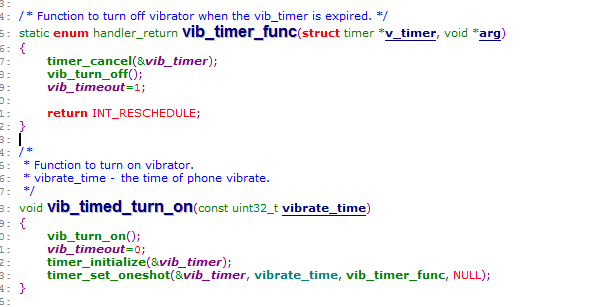 3:
4: /* Function to turn off vibrator when the vib_timer is expired. */
5: static enum handler_return vib_timer_func(struct timer *v_timer, void *arg)
6: {
7: timer_cancel(&vib_timer);
8: vib_turn_off();
9: vib_timeout=1;
0:
1: return INT_RESCHEDULE;
2: }
3:
4: /*
5: * Function to turn on vibrator.
6: * vibrate_time - the time of phone vibrate.
7: */
8: void vib_timed_turn_on(const uint32_t vibrate_time)
9: {
0: vib_turn_on();
1: vib_timeout=0;
2: timer_initialize(&vib_timer);
3: timer_set_oneshot(&vib_timer, vibrate_time, vib_timer_func, NULL);
4: }
5: